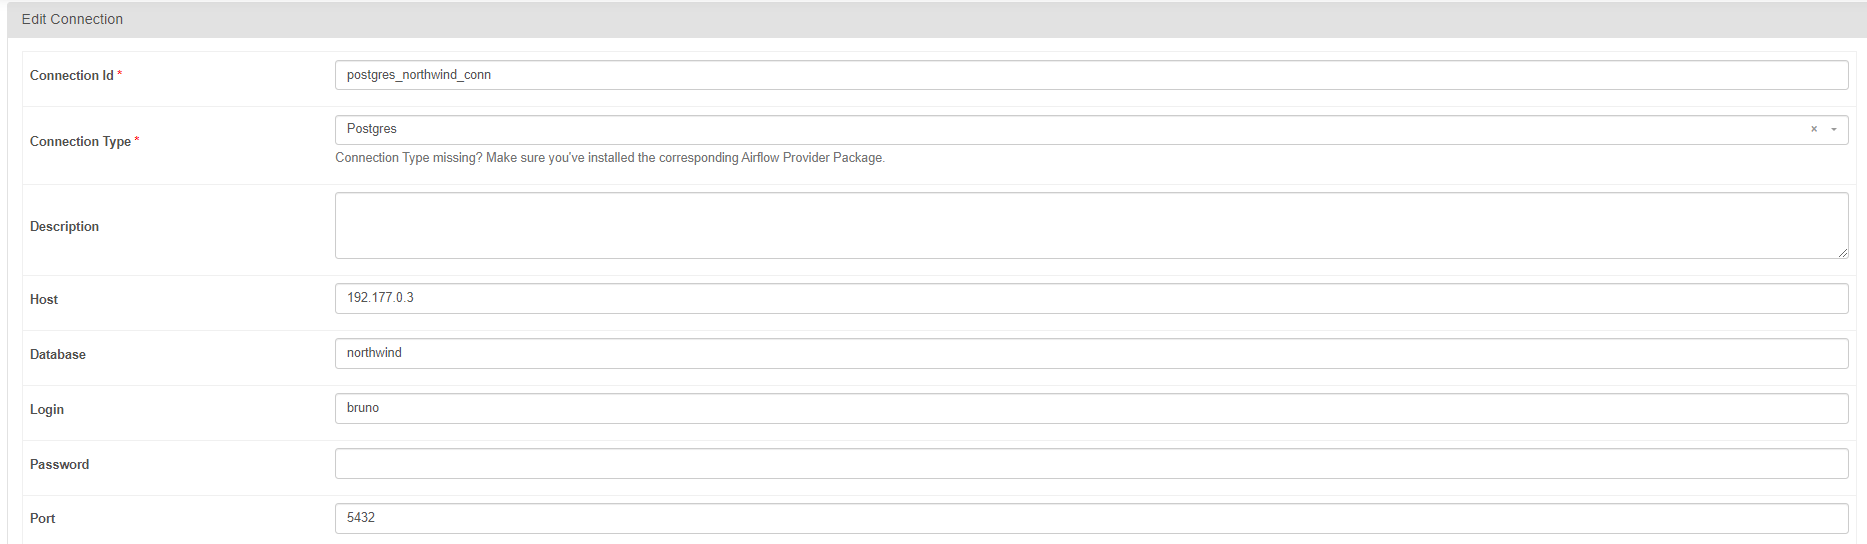 Edit Connection
Connection Id *
postgres_northwind_conn
Connection Type *
Postgres
× 
Connection Type missing? Make sure you've installed the corresponding Airflow Provider Package.
Description
Host
192.177.0.3
Database
northwind
Login
bruno
Password
Port
5432